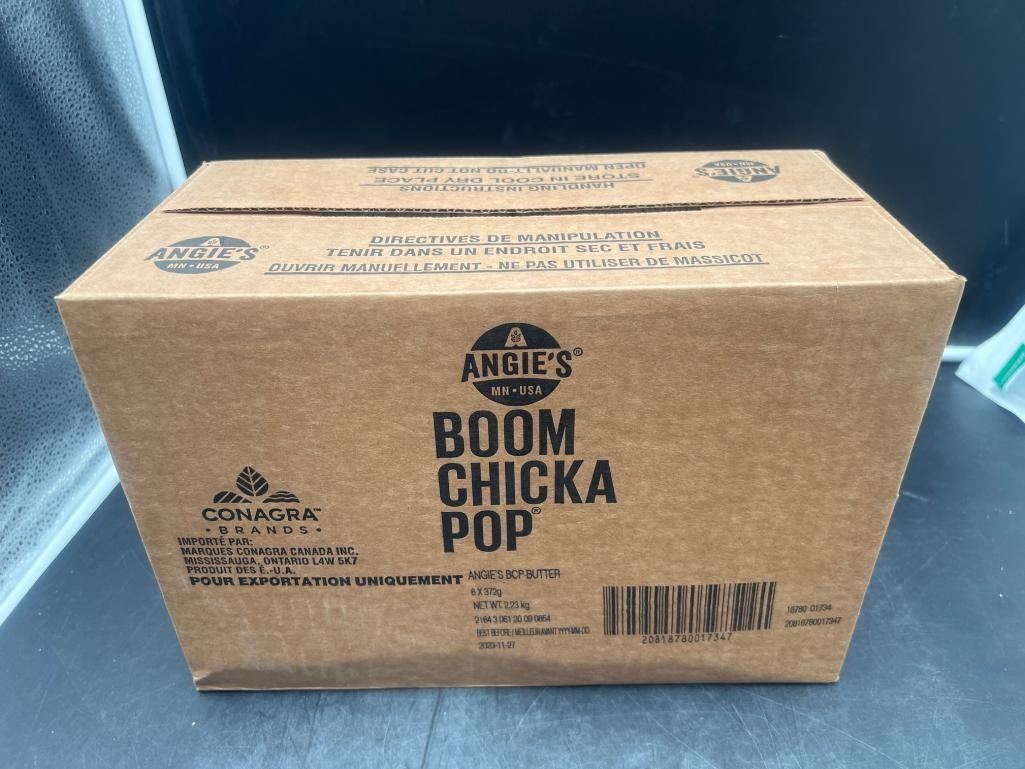 HANDLING INSTRUCTIONS
STORE IN COOL DRY PLACE
OPEN MANUALLY-DO NOT CUT CASE
ANGIE'S
MN•USA
ANGIE'S®
MN•USA
DIRECTIVES DE MANIPULATION
TENIR DANS UN ENDROIT SEC ET FRAIS
OUVRIR MANUELLEMENT - NE PAS UTILISER DE MASSICOT
ANGIE'S®
MN•USA
BOOM
CHICKA
POP®
CONAGRA™
•BRANDS•
IMPORTÉ PAR:
MARQUES CONAGRA CANADA INC.
MISSISSAUGA, ONTARIO L4W 5K7
PRODUIT DES É.-U.A.
POUR EXPORTATION UNIQUEMENT
ANGIE'S BCP BUTTER
6 X 372g
NET WT. 2.23 kg
2164 3 061 20 09 0854
BEST BEFORE / MEILLEUR AVANT YYYY-MM-DD
11-27
20818780017347
18780 01734
20818780017347